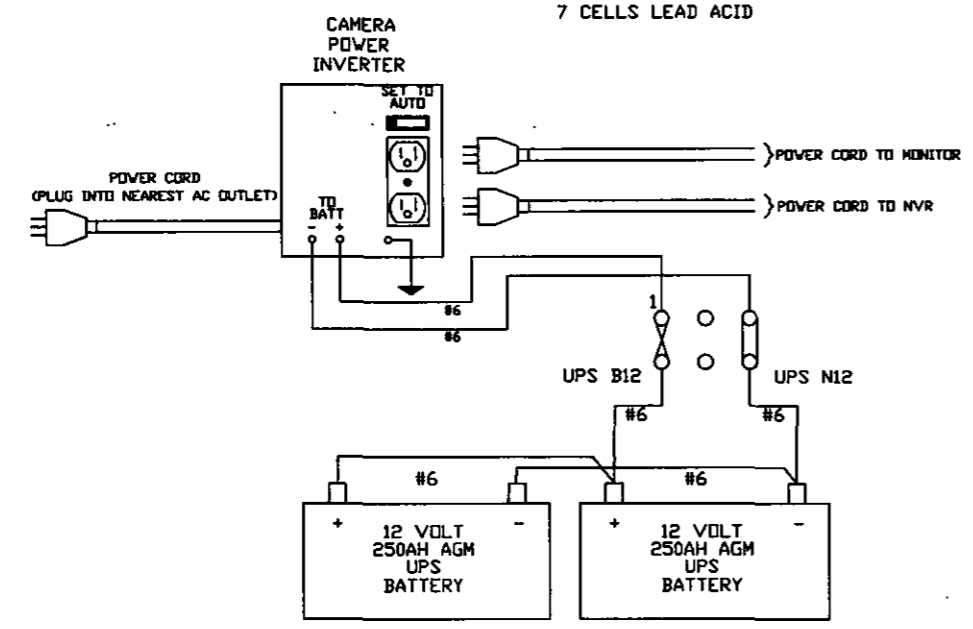 7 CELLS LEAD ACID
CAMERA
POWER
INVERTER
SET TO
AUTO
POWER CORD
(PLUG INTO NEAREST AC OUTLET)
TO
BATT
- +
POWER CORD TO MONITOR
POWER CORD TO NVR
#6
#6
1
UPS B12
UPS N12
#6
#6
#6
#6
+ -
12 VOLT
250AH AGM
UPS
BATTERY
+ -
12 VOLT
250AH AGM
UPS
BATTERY